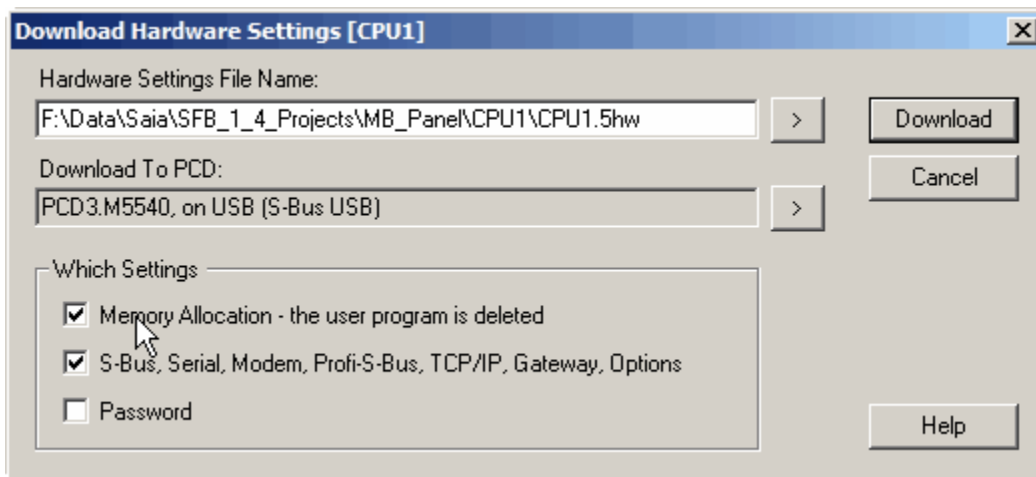 Download Hardware Settings [CPU1]
Hardware Settings File Name:
F:\Data\Saia\SFB_1_4_Projects\MB_Panel\CPU1\CPU1.5hw
>
Download
Download To PCD:
Cancel
PCD3.M5540, on USB (S-Bus USB)
>
Which Settings
Memory Allocation - the user program is deleted
S-Bus, Serial, Modem, Profi-S-Bus, TCP/IP, Gateway, Options
Password
Help